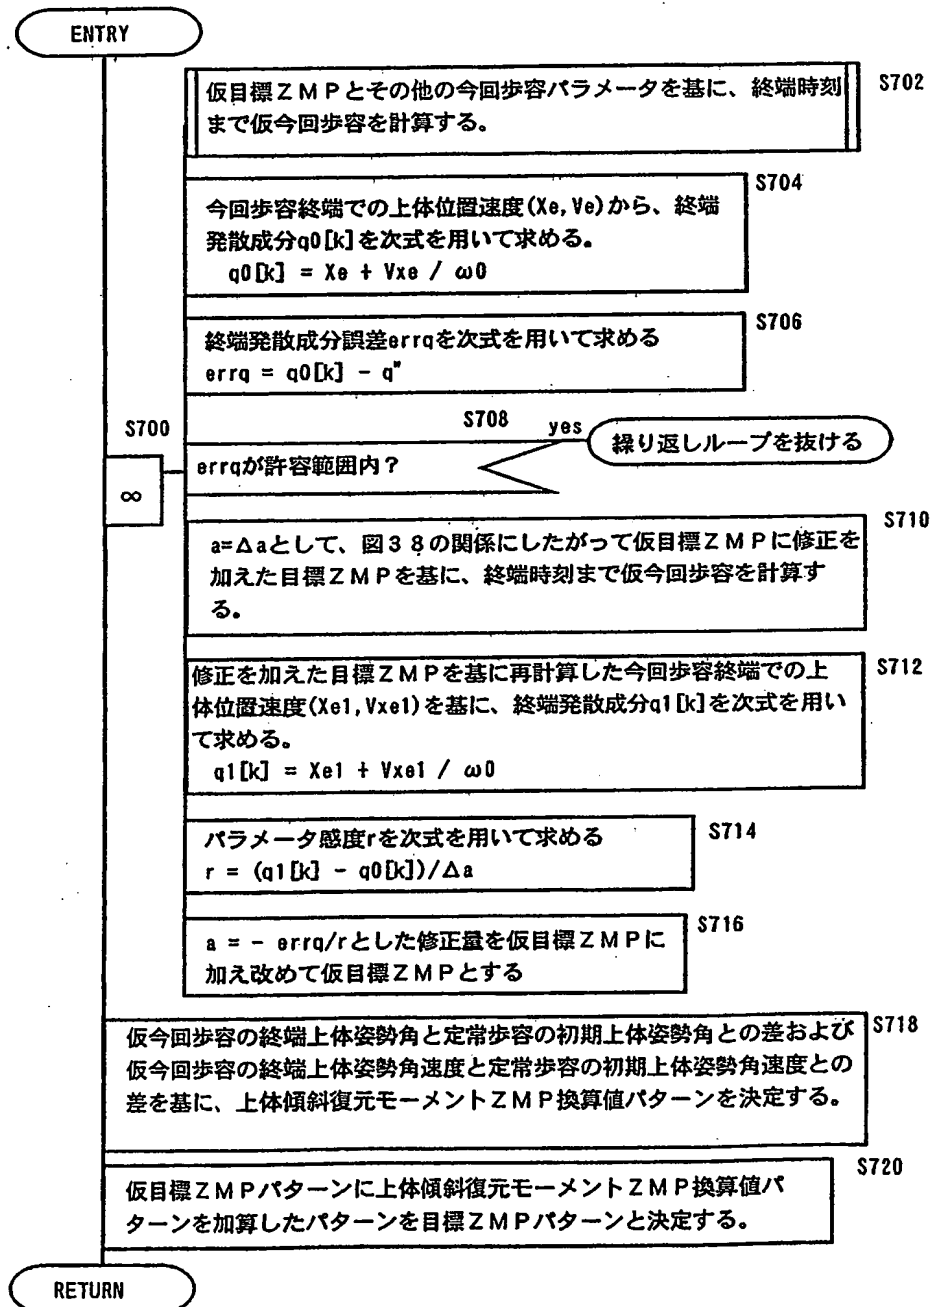 ENTRY
仮目標ZMPとその他の今回歩容パラメータを基に、終端時刻
まで仮今回歩容を計算する。
S702
今回歩容終端での上体位置速度(Xe,Ve)から、終端
発散成分q0[k]を次式を用いて求める。
q0[k] = Xe + Vxe / ω0
S704
終端発散成分誤差errqを次式を用いて求める
errq = q0[k] - q"
S706
S700
∞
S708
errqが許容範囲内?
yes
繰り返しループを抜ける
a=Δaとして、図38の関係にしたがって仮目標ZMPに修正を
加えた目標ZMPを基に、終端時刻まで仮今回歩容を計算す
る。
S710
修正を加えた目標ZMPを基に再計算した今回歩容終端での上
体位置速度(Xe1,Vxe1)を基に、終端発散成分q1[k]を次式を用い
て求める。
q1[k] = Xe1 + Vxe1 / ω0
S712
パラメータ感度rを次式を用いて求める
r = (q1[k] - q0[k])/Δa
S714
a = - errq/rとした修正量を仮目標ZMPに
加え改めて仮目標ZMPとする
S716
仮今回歩容の終端上体姿勢角と定常歩容の初期上体姿勢角との差および
仮今回歩容の終端上体姿勢角速度と定常歩容の初期上体姿勢角速度との
差を基に、上体傾斜復元モーメントZMP換算値パターンを決定する。
S718
仮目標ZMPパターンに上体傾斜復元モーメントZMP換算値パ
ターンを加算したパターンを目標ZMPパターンと決定する。
S720
RETURN